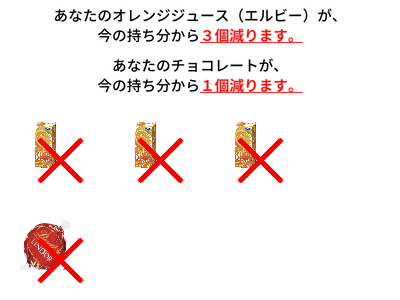 あなたのオレンジジュース（エルビー）が、
今の持ち分から３個減ります。
あなたのチョコレートが、
今の持ち分から１個減ります。
LINDOR